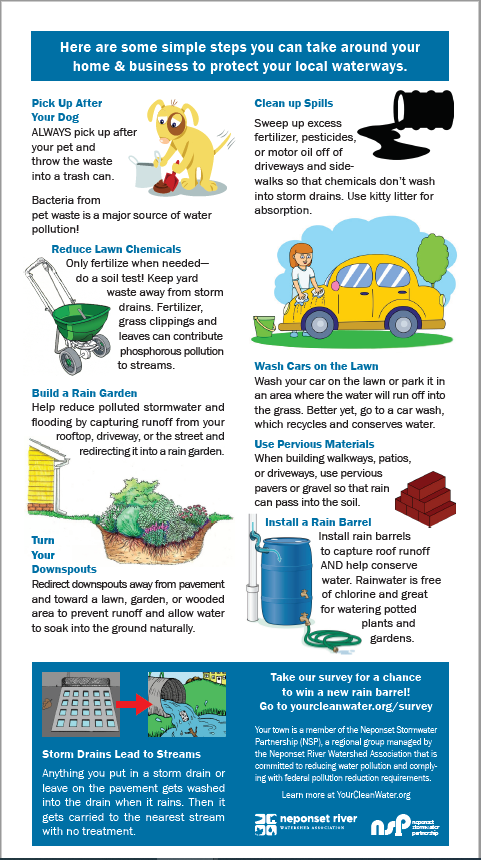 Here are some simple steps you can take around your
home & business to protect your local waterways.
Pick Up After
Your Dog
ALWAYS pick up after
your pet and
throw the waste
into a trash can.
Bacteria from
pet waste is a major source of water
pollution!
Reduce Lawn Chemicals
Only fertilize when needed—
do a soil test! Keep yard
waste away from storm
drains. Fertilizer,
grass clippings and
leaves can contribute
phosphorous pollution
to streams.
Build a Rain Garden
Help reduce polluted stormwater and
flooding by capturing runoff from your
rooftop, driveway, or the street and
redirecting it into a rain garden.
Turn
Your
Downspouts
Redirect downspouts away from pavement
and toward a lawn, garden, or wooded
area to prevent runoff and allow water
to soak into the ground naturally.
Clean up Spills
Sweep up excess
fertilizer, pesticides,
or motor oil off of
driveways and side-
walks so that chemicals don't wash
into storm drains. Use kitty litter for
absorption.
Wash Cars on the Lawn
Wash your car on the lawn or park it in
an area where the water will run off into
the grass. Better yet, go to a car wash,
which recycles and conserves water.
Use Pervious Materials
When building walkways, patios,
or driveways, use pervious
pavers or gravel so that rain
can pass into the soil.
Install a Rain Barrel
Install rain barrels
to capture roof runoff
AND help conserve
water. Rainwater is free
of chlorine and great
for watering potted
plants and
gardens.
Storm Drains Lead to Streams
Anything you put in a storm drain or
leave on the pavement gets washed
into the drain when it rains. Then it
gets carried to the nearest stream
with no treatment.
Take our survey for a chance
to win a new rain barrel!
Go to yourcleanwater.org/survey
Your town is a member of the Neponset Stormwater
Partnership (NSP), a regional group managed by
the Neponset River Watershed Association that is
committed to reducing water pollution and comply-
ing with federal pollution reduction requirements.
Learn more at YourCleanWater.org
neponset river
WATERSHED ASSOCIATION
nsp
neponset
stormwater
partnership